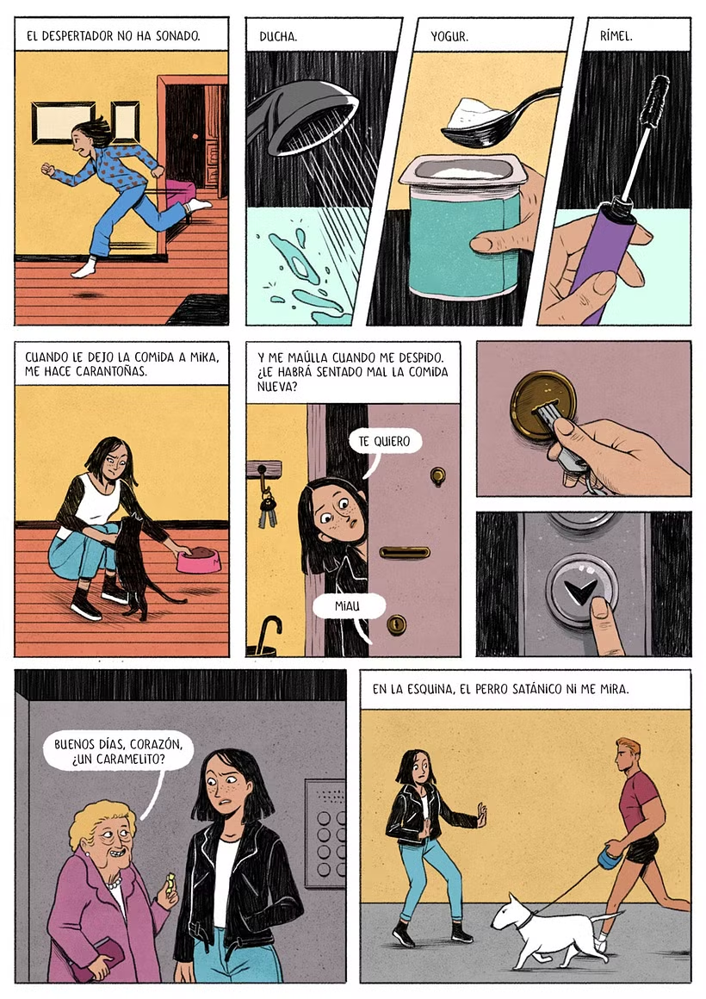 EL DESPERTADOR NO HA SONADO.
DUCHA.
YOGUR.
RÍMEL.
CUANDO LE DEJO LA COMIDA A MIKA,
ME HACE CARANTOÑAS.
Y ME MAÚLLA CUANDO ME DESPIDO.
¿LE HABRÁ SENTADO MAL LA COMIDA
NUEVA?
TE QUIERO
MIAU
BUENOS DÍAS, CORAZÓN,
¿UN CARAMELITO?
EN LA ESQUINA, EL PERRO SATÁNICO NI ME MIRA.